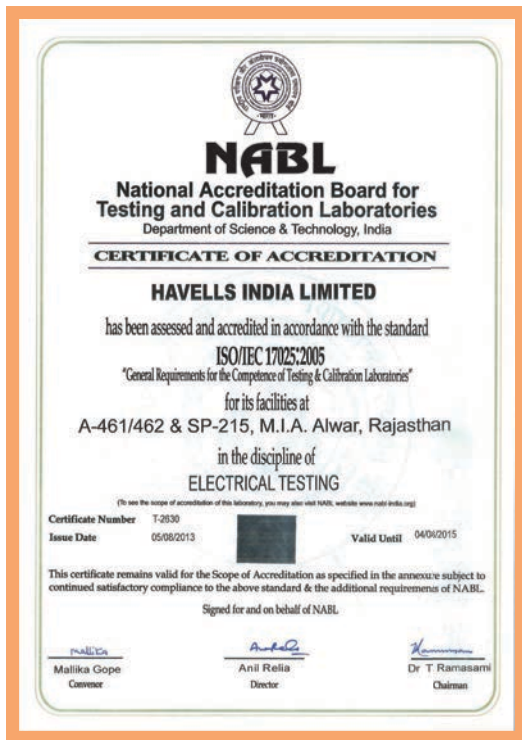 NABL
National Accreditation Board for
Testing and Calibration Laboratories
Department of Science & Technology, India
CERTIFICATE OF ACCREDITATION
HAVELLS INDIA LIMITED
has been assessed and accredited in accordance with the standard
ISO/IEC 17025:2005
"General Requirements for the Competence of Testing & Calibration Laboratories"
for its facilities at
A-461/462 & SP-215, M.I.A. Alwar, Rajasthan
in the discipline of
ELECTRICAL TESTING
(To see the scope of accreditation of this laboratory, you may also visit NABL website www.nabl-india.org)
Certificate Number T-2630
Issue Date 05/08/2013 Valid Until 04/08/2015
This certificate remains valid for the Scope of Accreditation as specified in the annexure subject to
continued satisfactory compliance to the above standard & the additional requirements of NABL.
Signed for and on behalf of NABL
Mallika
Mallika Gope
Convenor
Anil Relia
Director
Dr T Ramasami
Chairman